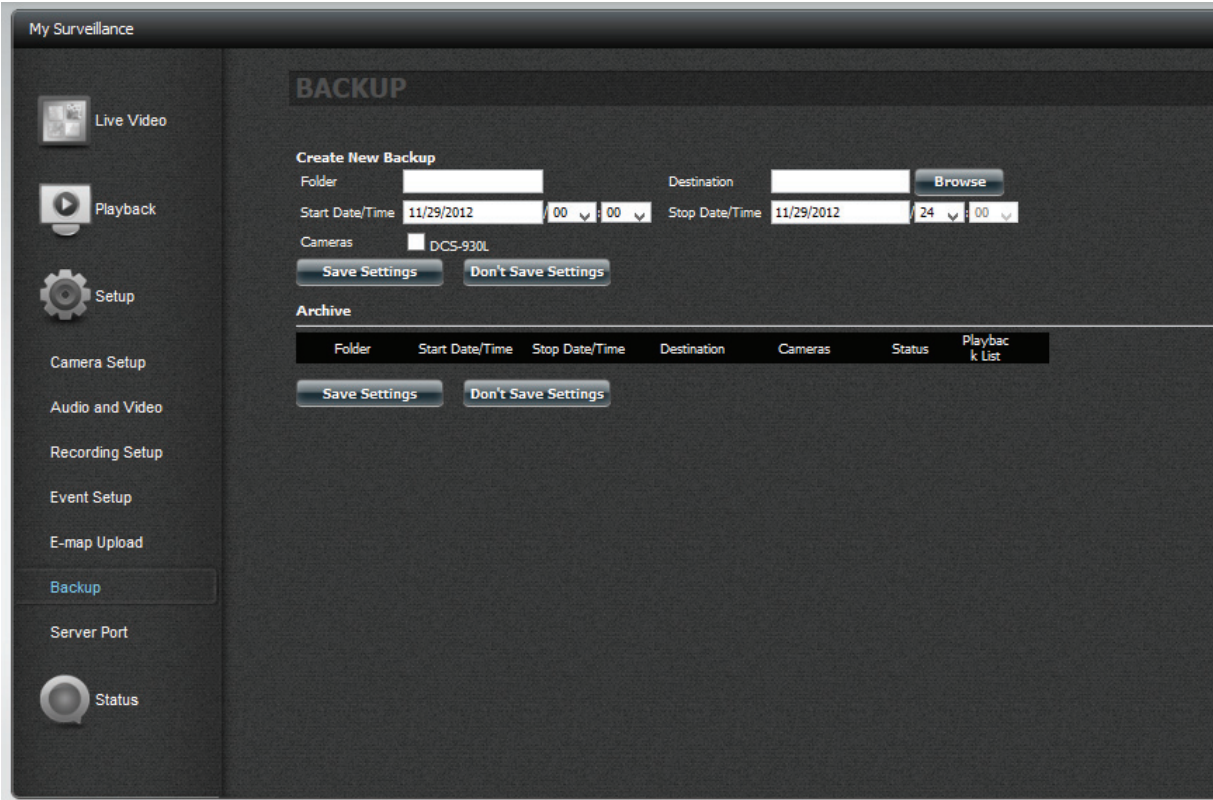 My Surveillance
Live Video
Playback
Setup
Camera Setup
Audio and Video
Recording Setup
Event Setup
E-map Upload
Backup
Server Port
Status
BACKUP
Create New Backup
Folder Destination Browse
Start Date/Time 11/29/2012 / 00 : 00 Stop Date/Time 11/29/2012 / 24 : 00
Cameras DCS-930L
Save Settings Don't Save Settings
Archive
Folder Start Date/Time Stop Date/Time Destination Cameras Status Playbac
k List
Save Settings Don't Save Settings